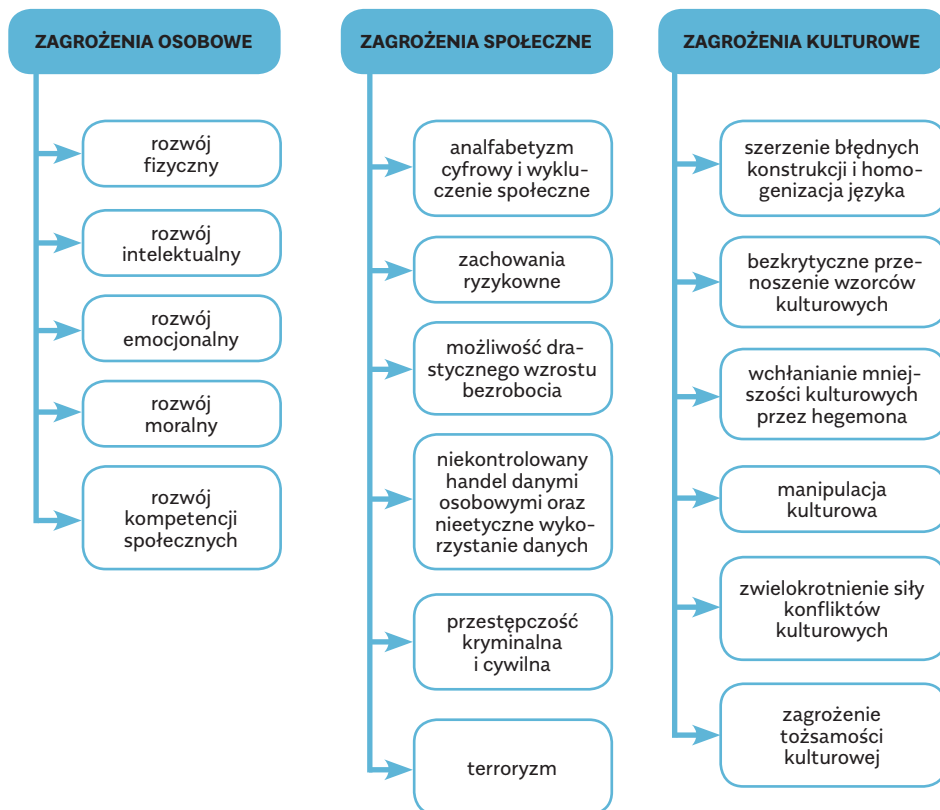 ZAGROŻENIA OSOBOWE
rozwój
fizyczny
rozwój
intelektualny
rozwój
emocjonalny
rozwój
moralny
rozwój
kompetencji
społecznych
ZAGROŻENIA SPOŁECZNE
analfabetyzm
cyfrowy i wyklu-
czenie społeczne
zachowania
ryzykowne
możliwość dra-
stycznego wzrostu
bezrobocia
niekontrolowany
handel danymi
osobowymi oraz
nieetyczne wyko-
rzystanie danych
przestępczość
kryminalna
i cywilna
terroryzm
ZAGROŻENIA KULTUROWE
szerzenie błędnych
konstrukcji i homo-
genizacja języka
bezkrytyczne prze-
noszenie wzorców
kulturowych
wchłanianie mniej-
szości kulturowych
przez hegemona
manipulacja
kulturowa
zwielokrotnienie siły
konfliktów
kulturowych
zagrożenie
tożsamości
kulturowej